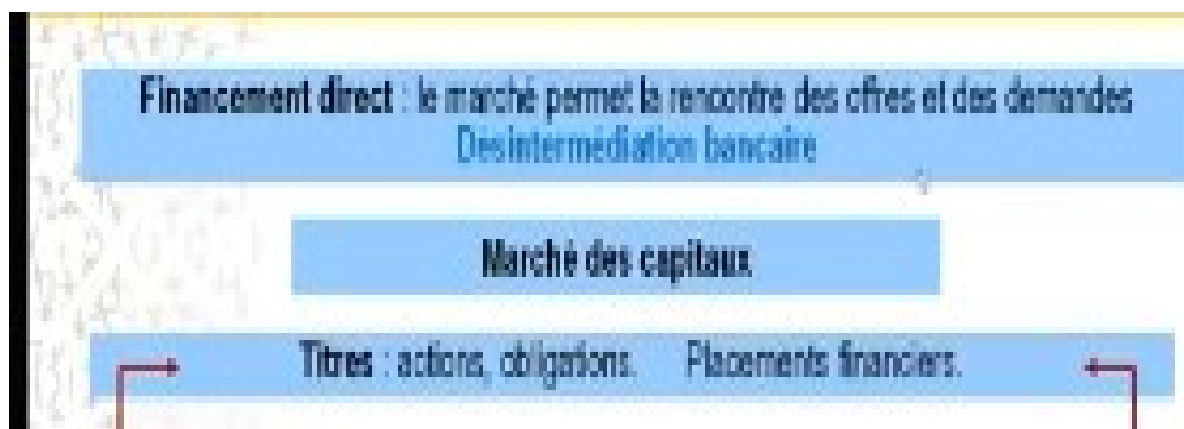 Financement direct : le marché permet la rencontre des offres et des demandes
Desintermédiation bancaire
Marché des capitaux
Titres : actions, obligations. Placements financiers.